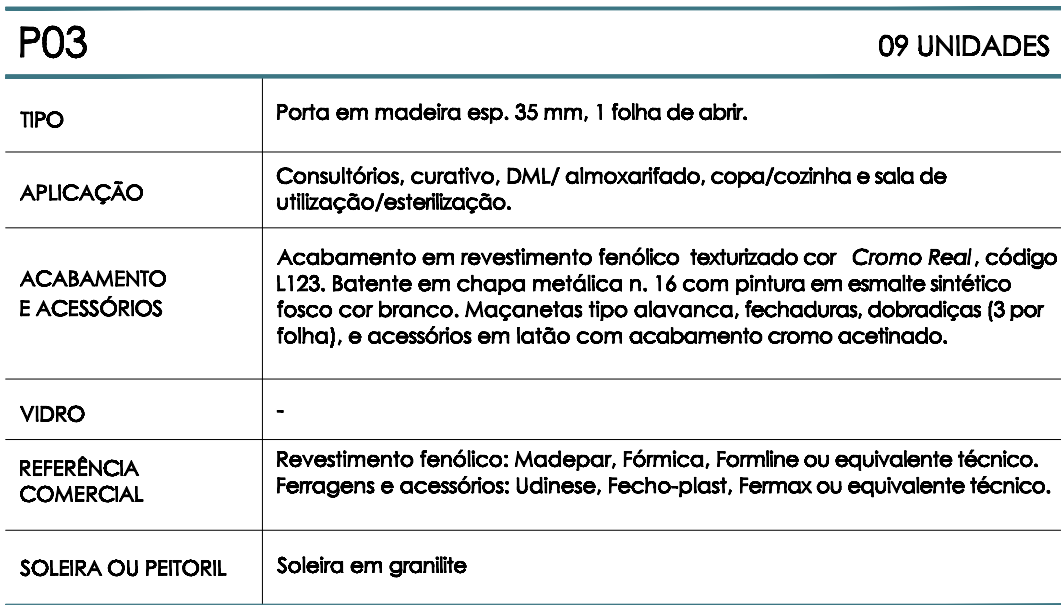 P03
09 UNIDADES
TIPO
Porta em madeira esp. 35 mm, 1 folha de abrir.
APLICAÇÃO
Consultórios, curativo, DML/ almoxarifado, copa/cozinha e sala de
utilização/esterilização.
ACABAMENTO
E ACESSÓRIOS
Acabamento em revestimento fenólico texturizado cor Cromo Real, código
L123. Batente em chapa metálica n. 16 com pintura em esmalte sintético
fosco cor branco. Maçanetas tipo alavanca, fechaduras, dobradiças (3 por
folha), e acessórios em latão com acabamento cromo acetinado.
VIDRO
-
REFERÊNCIA
COMERCIAL
Revestimento fenólico: Madepar, Fórmica, Formline ou equivalente técnico.
Ferragens e acessórios: Udinese, Fecho-plast, Fermax ou equivalente técnico.
SOLEIRA OU PEITORIL
Soleira em granilite